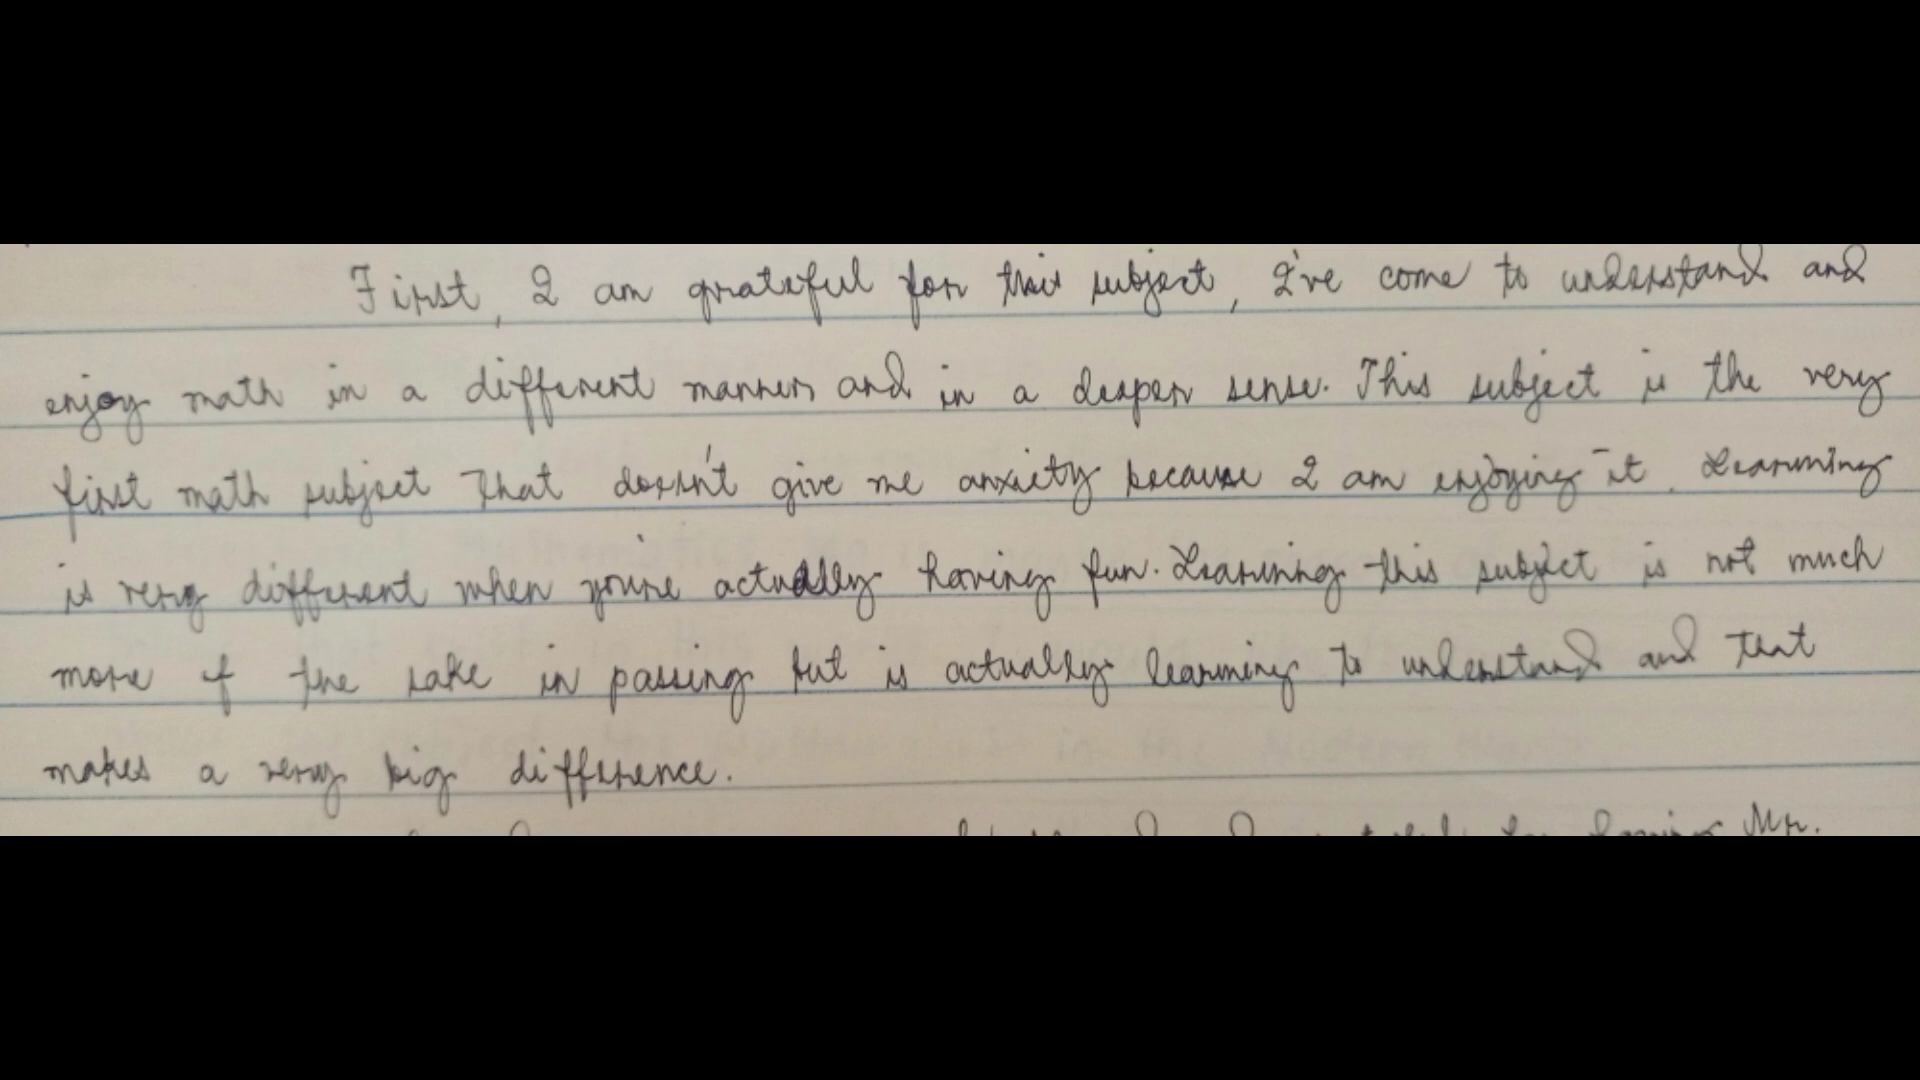 First, I am grateful for this subject, I've come to understand and
enjoy math in a different manner and in a deeper sense. This subject is the very
first math subject that doesn't give me anxiety because I am enjoying it. Learning
is very different when you're actually having fun. Learning this subject is not much
more of the sake in passing but is actually learning to understand and that
makes a very big difference.
Mr.